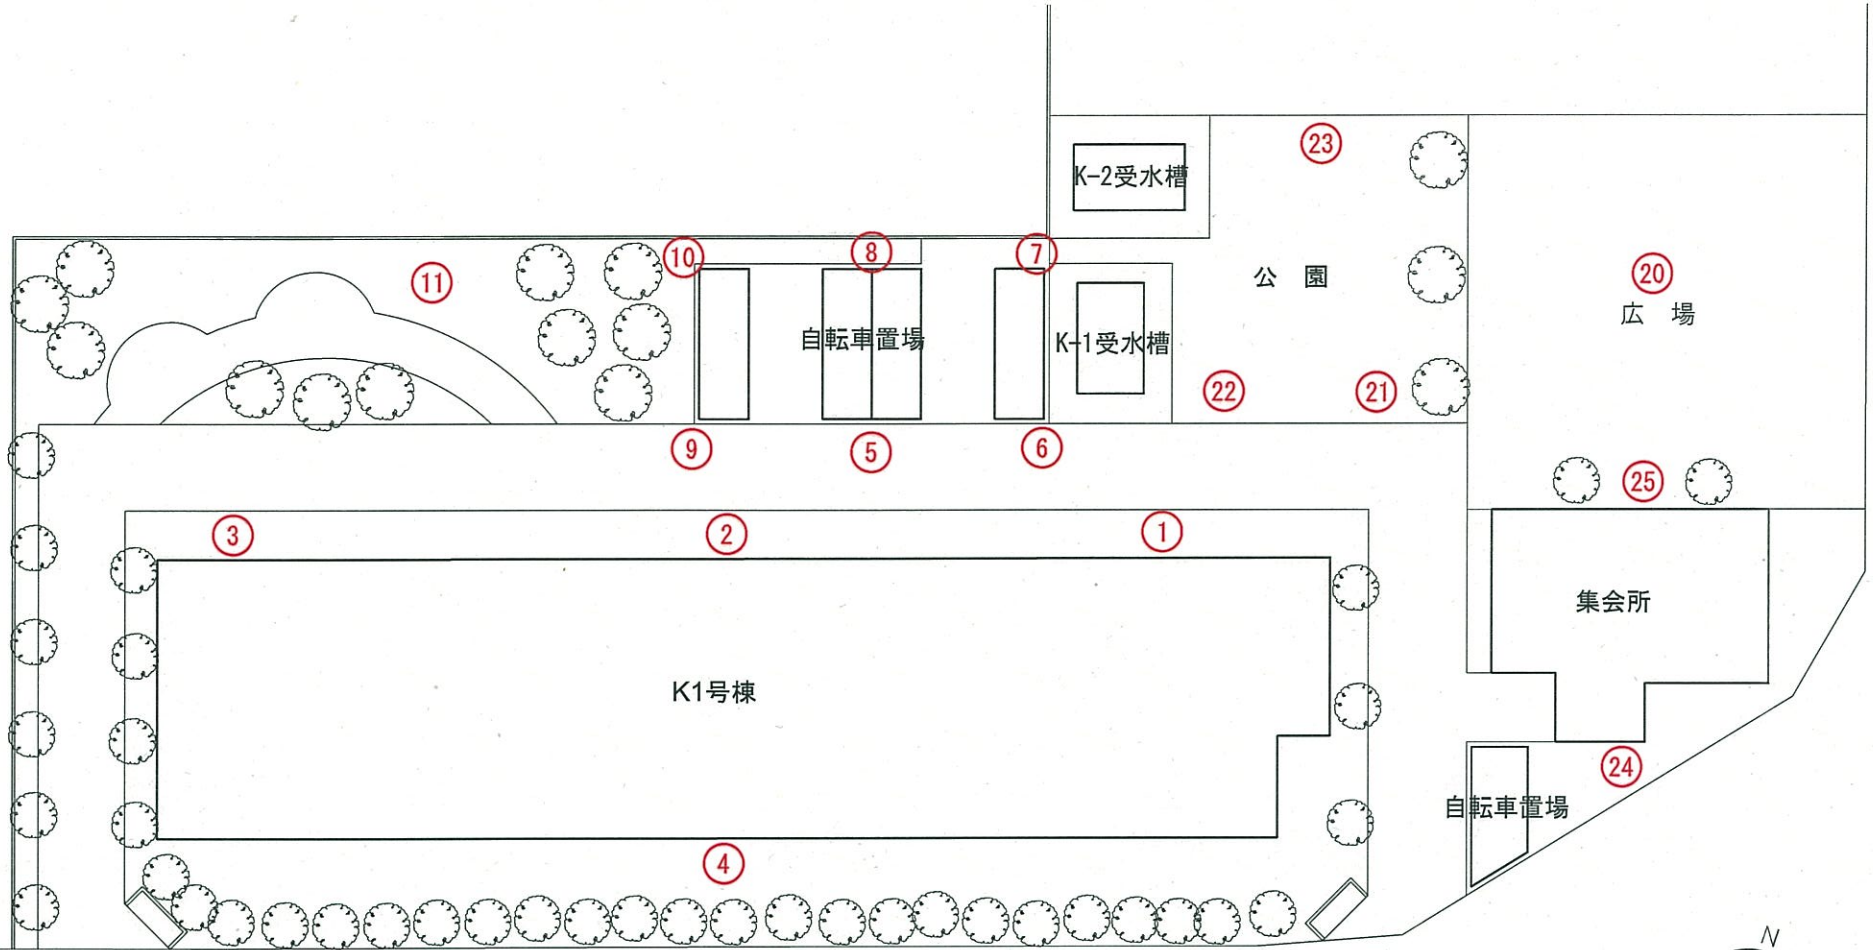 ㉓
K-2受水槽
⑩
⑧
⑦
⑪
公　園
⑳
広　場
自転車置場
K-1受水槽
㉒
㉑
⑨
⑤
⑥
㉕
③
②
①
集会所
K1号棟
㉔
自転車置場
④
N